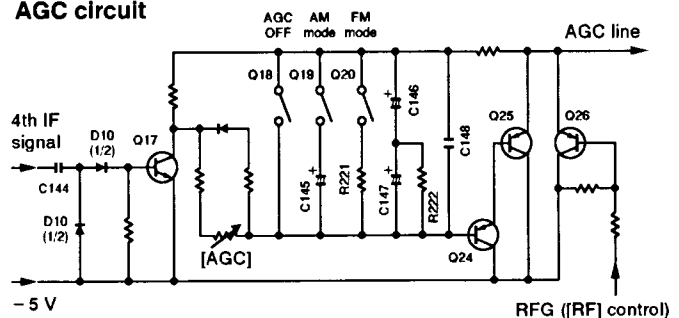 AGC circuit
AGC OFF
AM mode
FM mode
AGC line
Q18
Q19
Q20
C146
C148
Q25
Q26
4th IF signal
D10 (1/2)
Q17
C144
D10 (1/2)
C145
R221
C147
R222
[AGC]
Q24
– 5 V
RFG ([RF] control)